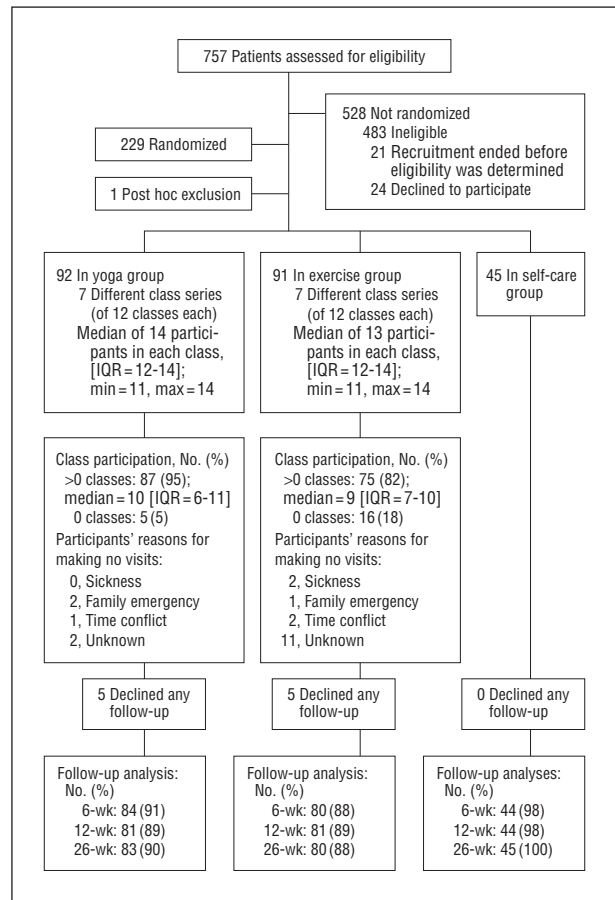 757 Patients assessed for eligibility
528 Not randomized
483 Ineligible
21 Recruitment ended before
eligibility was determined
24 Declined to participate
229 Randomized
1 Post hoc exclusion
92 In yoga group
7 Different class series
(of 12 classes each)
Median of 14 partici-
pants in each class,
[IQR = 12-14];
min = 11, max = 14
91 In exercise group
7 Different class series
(of 12 classes each)
Median of 13 partici-
pants in each class,
[IQR = 12-14];
min = 11, max = 14
45 In self-care
group
Class participation, No. (%)
>0 classes: 87 (95);
median = 10 [IQR = 6-11]
0 classes: 5 (5)
Participants' reasons for
making no visits:
0, Sickness
2, Family emergency
1, Time conflict
2, Unknown
Class participation, No. (%)
>0 classes: 75 (82);
median = 9 [IQR = 7-10]
0 classes: 16 (18)
Participants' reasons for
making no visits:
2, Sickness
1, Family emergency
2, Time conflict
11, Unknown
5 Declined any
follow-up
5 Declined any
follow-up
0 Declined any
follow-up
Follow-up analysis:
No. (%)
6-wk: 84 (91)
12-wk: 81 (89)
26-wk: 83 (90)
Follow-up analysis:
No. (%)
6-wk: 80 (88)
12-wk: 81 (89)
26-wk: 80 (88)
Follow-up analyses:
No. (%)
6-wk: 44 (98)
12-wk: 44 (98)
26-wk: 45 (100)